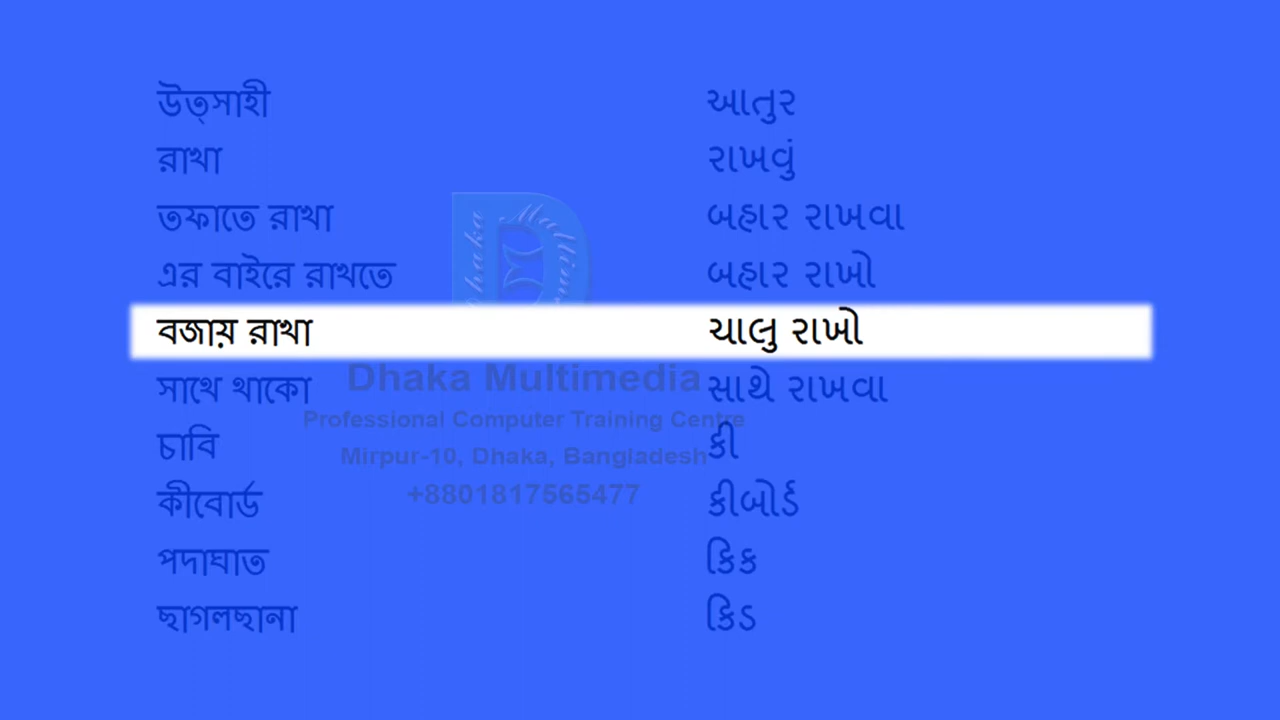 উত্সাহী આતુર
রাখা રાખવું
তফাতে রাখা બહાર રાખવા
এর বাইরে রাখতে બહાર રાખો
বজায় রাখা ચાલુ રાખો
সাথে থাকো સાથે રાખવા
চাবি કી
কীবোর্ড કીબોર્ડ
পদাঘাত કિક
ছাগলছানা કિડ
Dhaka Multimedia
Professional Computer Training Centre
Mirpur-10, Dhaka, Bangladesh
+8801817565477